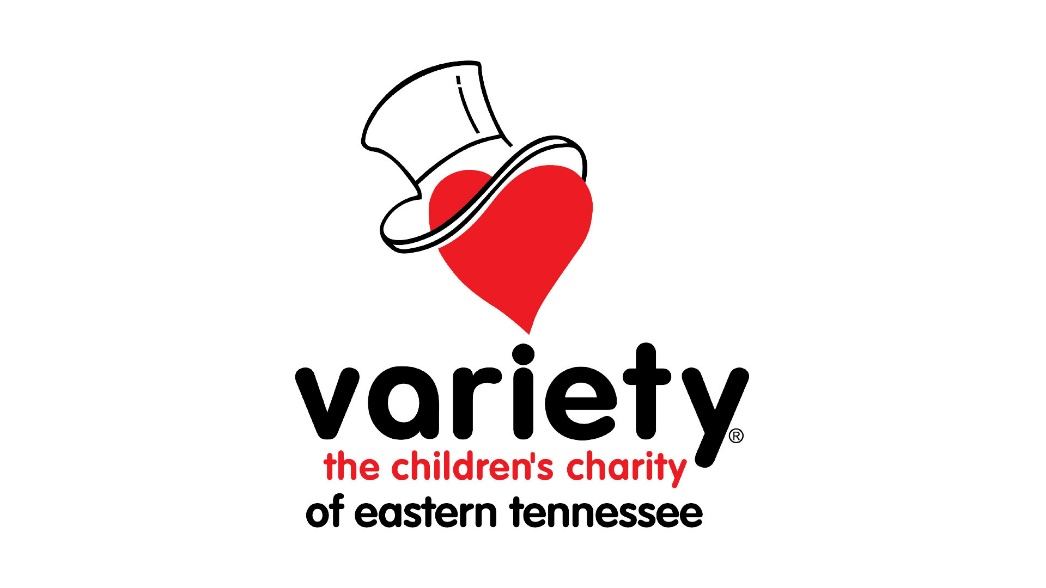 variety®
the children's charity
of eastern tennessee